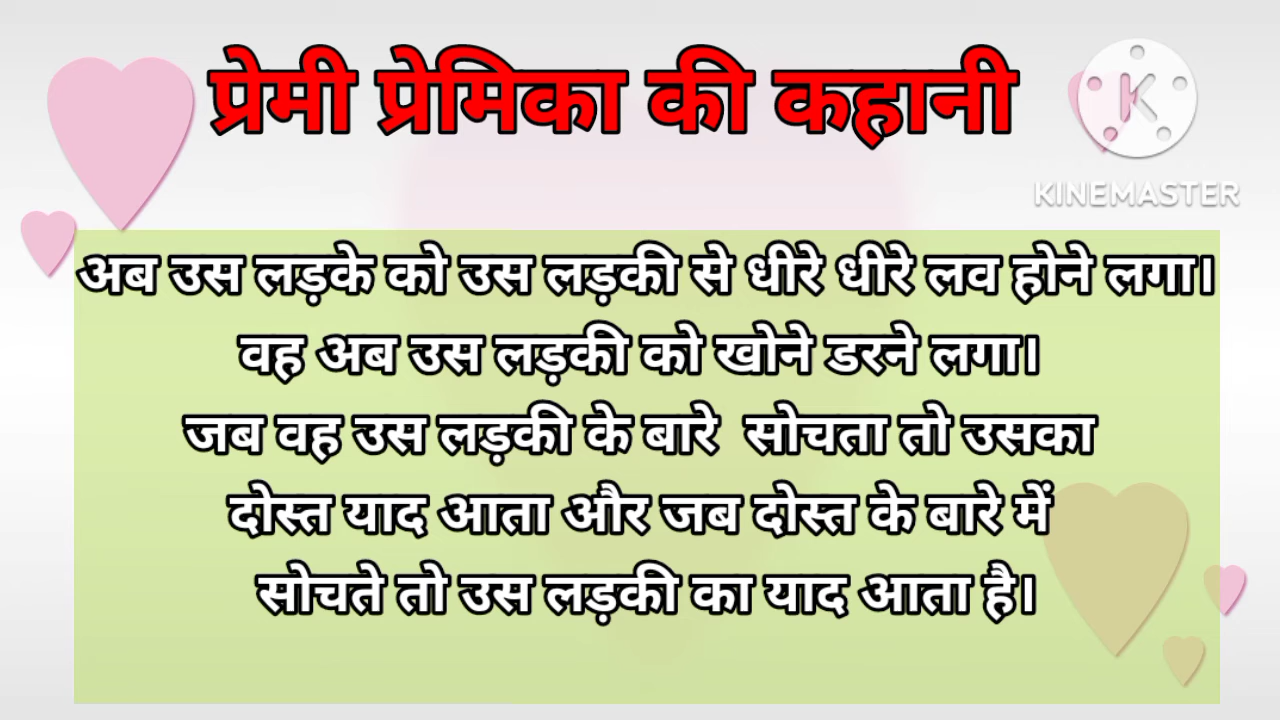 प्रेमी प्रेमिका की कहानी
KINEMASTER
अब उस लड़के को उस लड़की से धीरे धीरे लव होने लगा।
वह अब उस लड़की को खोने डरने लगा।
जब वह उस लड़की के बारे सोचता तो उसका
दोस्त याद आता और जब दोस्त के बारे में
सोचते तो उस लड़की का याद आता है।